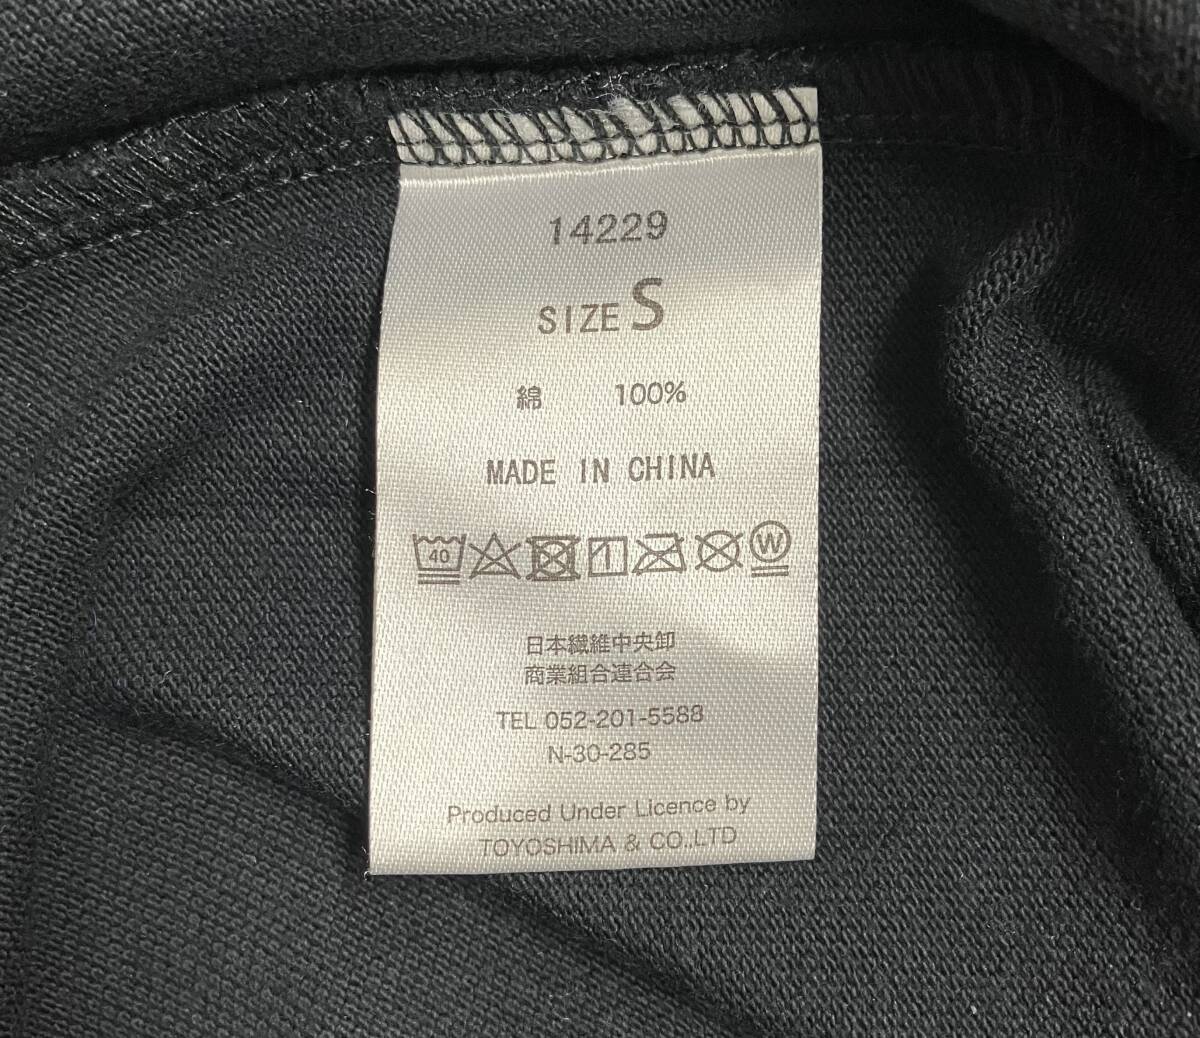 14229
SIZE S
綿 100%
MADE IN CHINA
40 W
日本繊維中央卸
商業組合連合会
TEL 052-201-5588
N-30-285
Produced Under Licence by
TOYOSHIMA & CO.,LTD